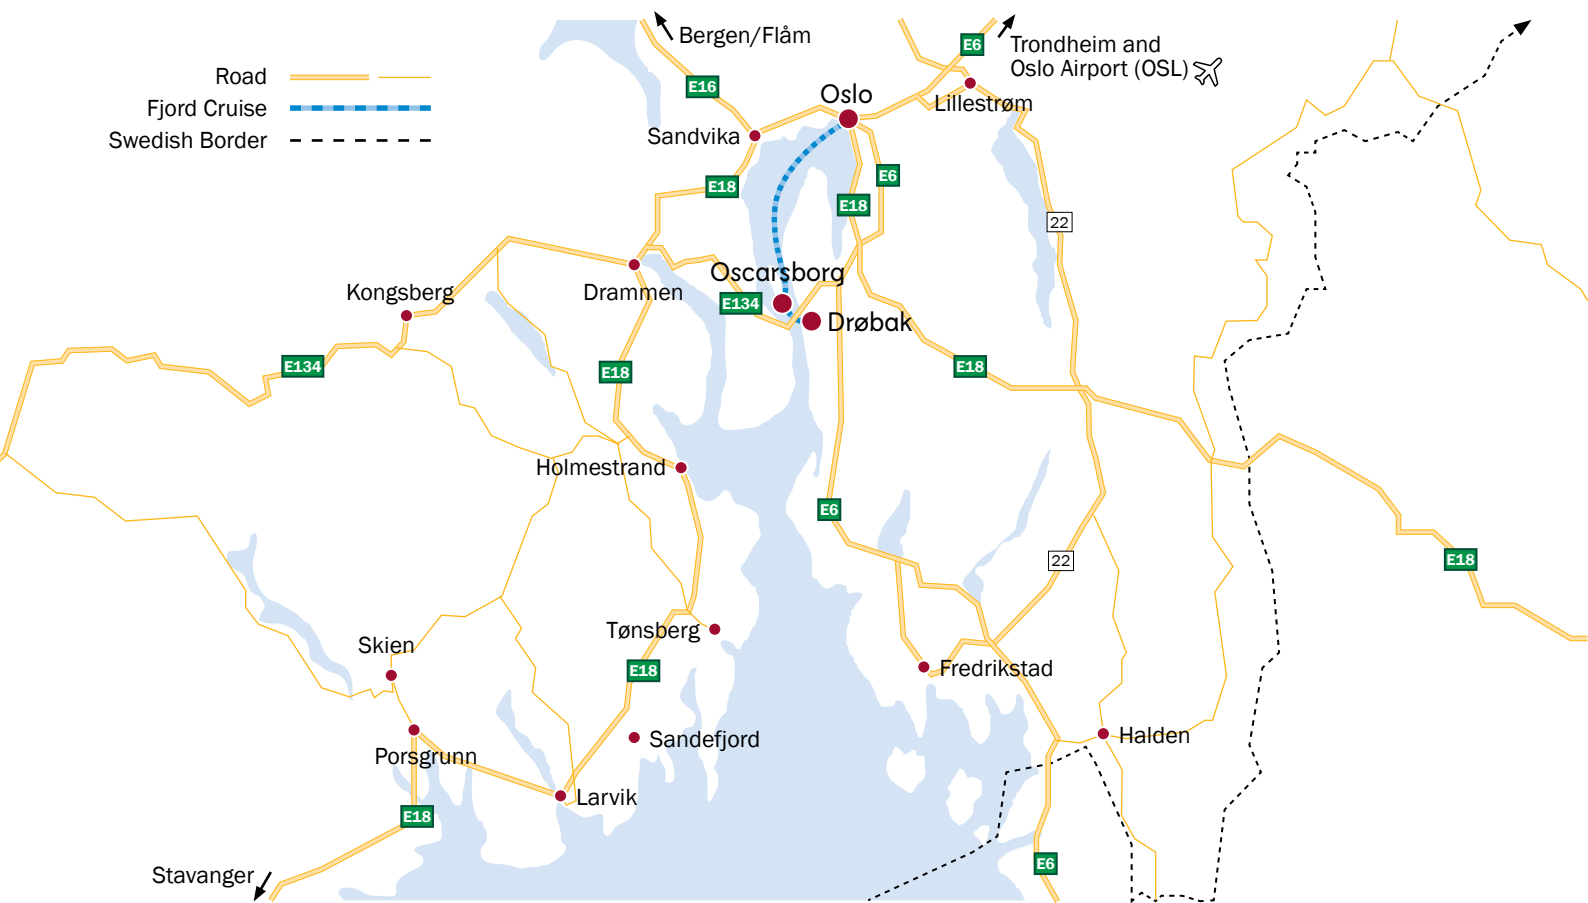 Bergen/Flåm
E6
Trondheim and
Oslo Airport (OSL)
Road
Fjord Cruise
Swedish Border
E16
Oslo
Lillestrøm
Sandvika
E18
E6
E18
22
Oscarsborg
Drammen
Kongsberg
E134
Drøbak
E134
E18
E18
Holmestrand
E6
22
E18
Tønsberg
Skien
E18
Fredrikstad
Sandefjord
Halden
Porsgrunn
Larvik
E18
E6
Stavanger